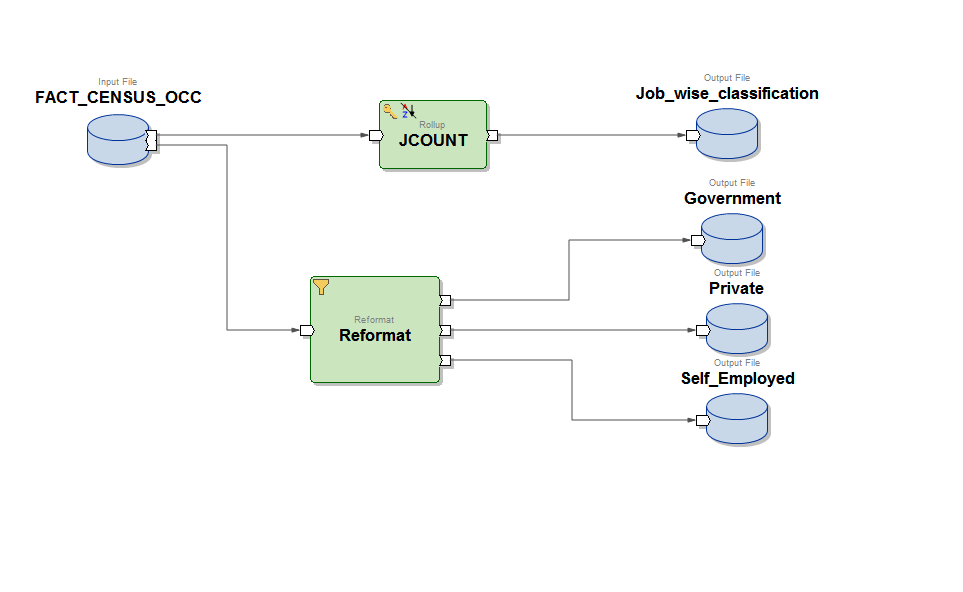 Input File
FACT_CENSUS_OCC
Rollup
JCOUNT
Output File
Job_wise_classification
Output File
Government
Output File
Private
Reformat
Reformat
Output File
Self_Employed